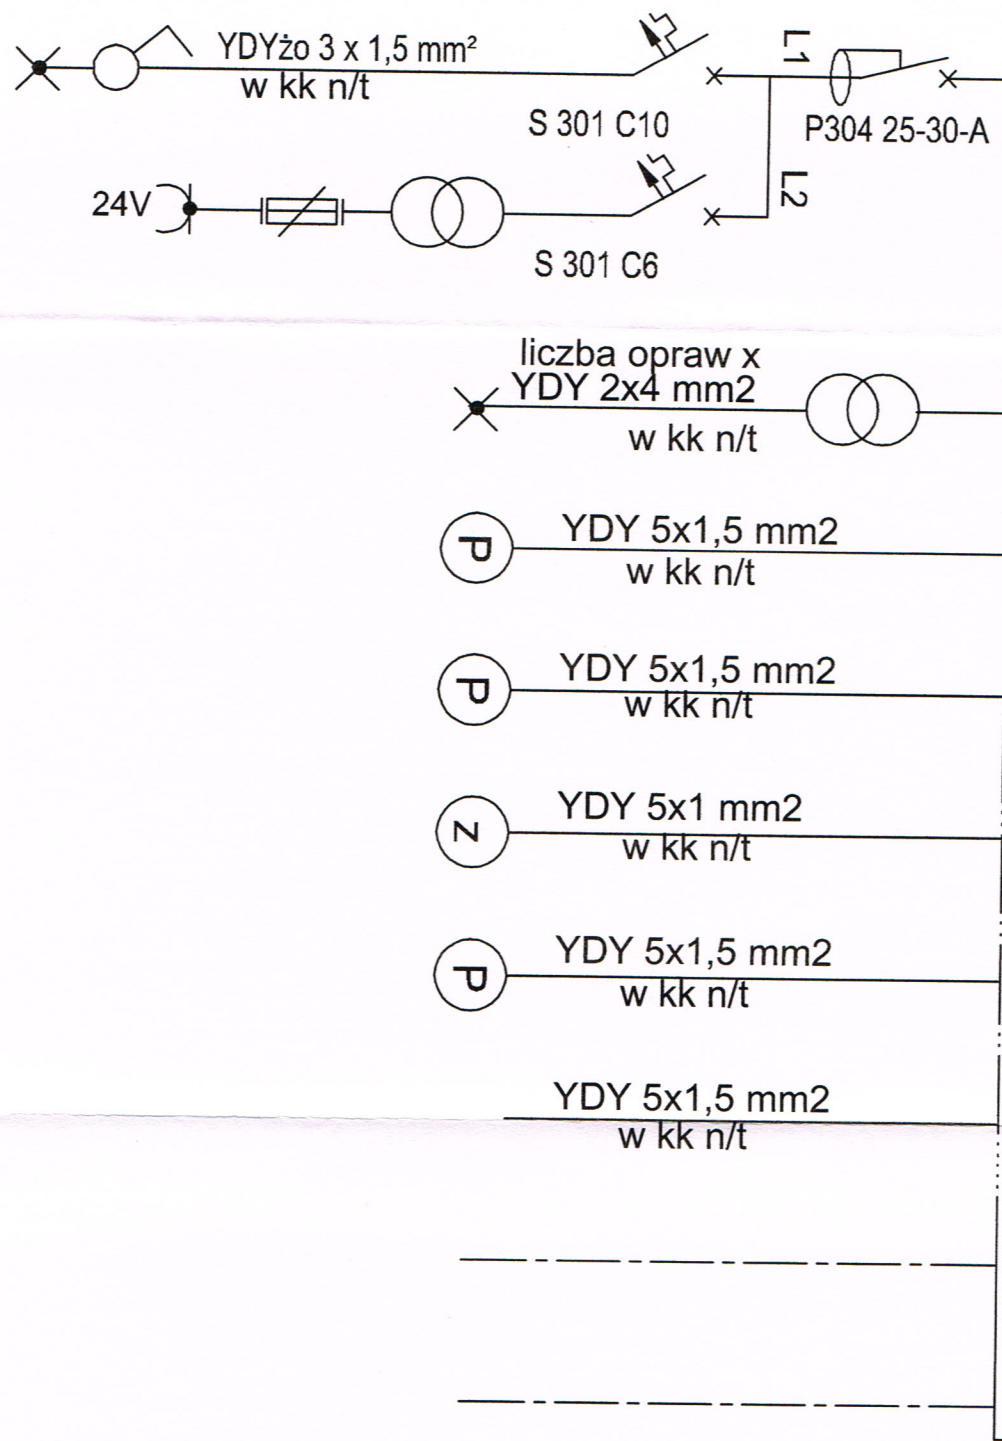 YDYżo 3 x 1,5 mm²
w kk n/t
S 301 C10
L1
P304 25-30-A
L2
24V
S 301 C6
liczba opraw x
YDY 2x4 mm2
w kk n/t
P
YDY 5x1,5 mm2
w kk n/t
P
YDY 5x1,5 mm2
w kk n/t
Z
YDY 5x1 mm2
w kk n/t
P
YDY 5x1,5 mm2
w kk n/t
YDY 5x1,5 mm2
w kk n/t